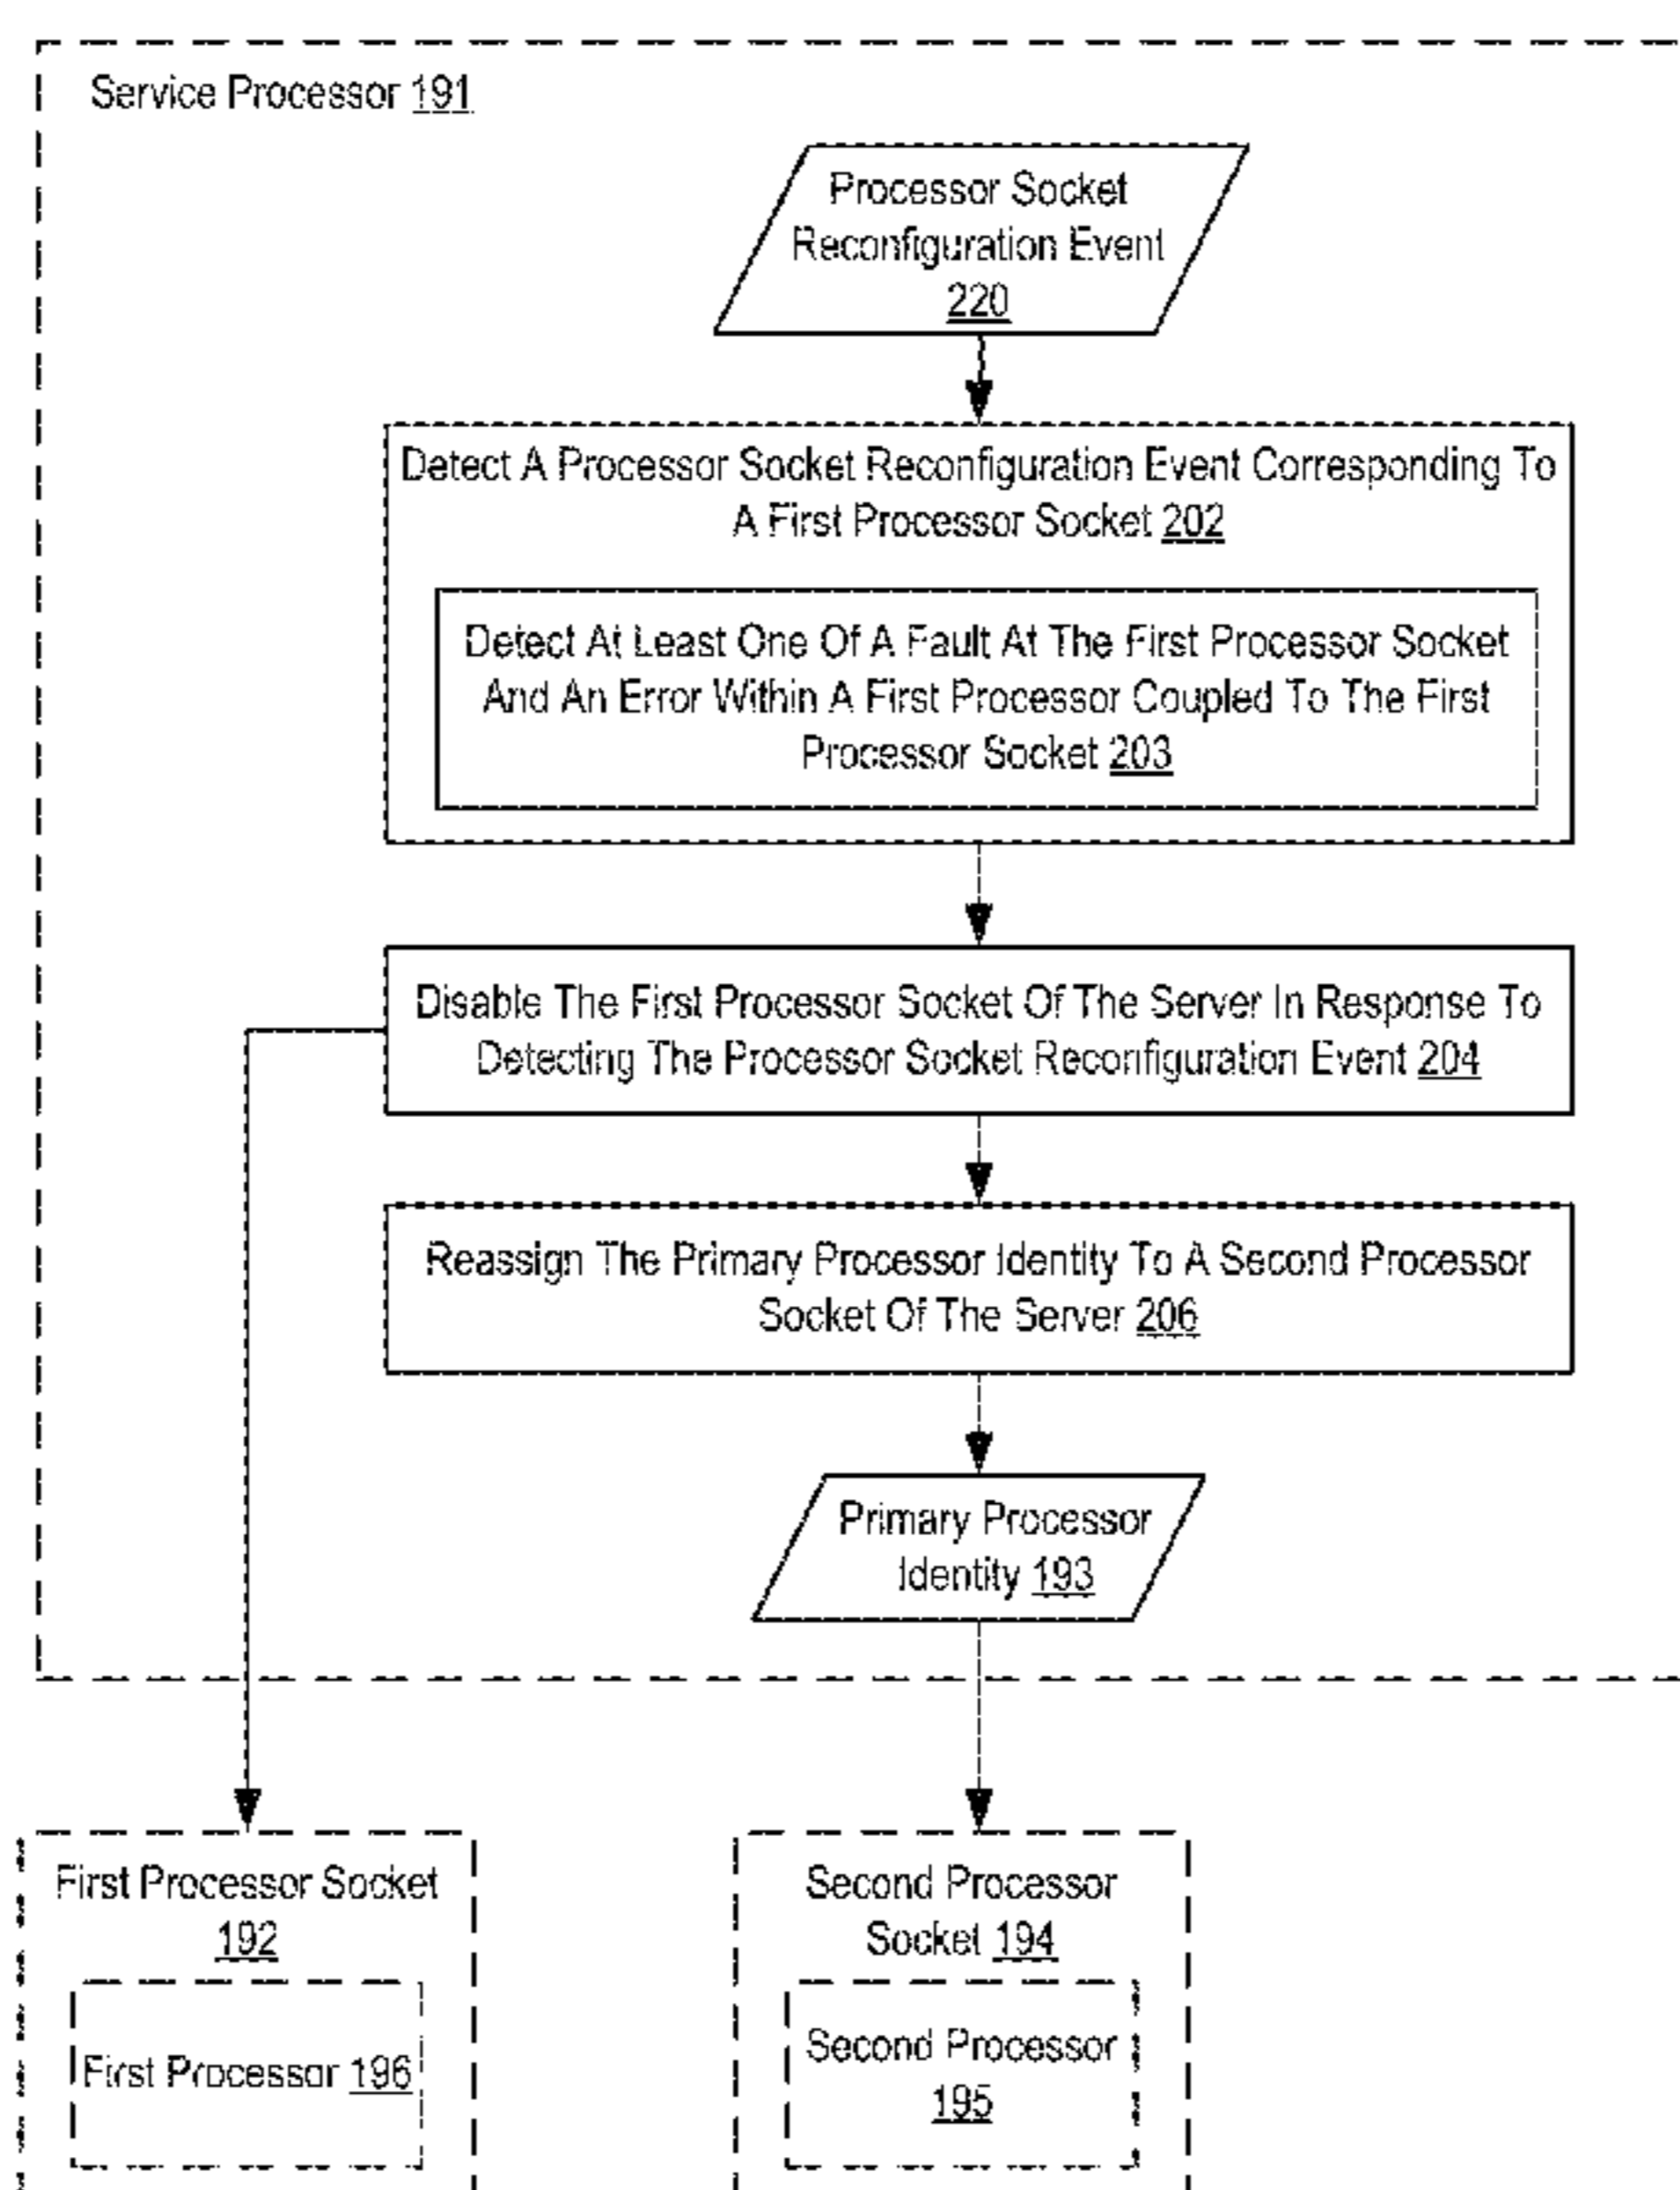 Service Processor 191
Processor Socket
Reconfiguration Event
220
Detect A Processor Socket Reconfiguration Event Corresponding To
A First Processor Socket 202
Detect At Least One Of A Fault At The First Processor Socket
And An Error Within A First Processor Coupled To The First
Processor Socket 203
Disable The First Processor Socket Of The Server In Response To
Detecting The Processor Socket Reconfiguration Event 204
Reassign The Primary Processor Identity To A Second Processor
Socket Of The Server 206
Primary Processor
Identity 193
First Processor Socket
192
First Processor 196
Second Processor
Socket 194
Second Processor
195